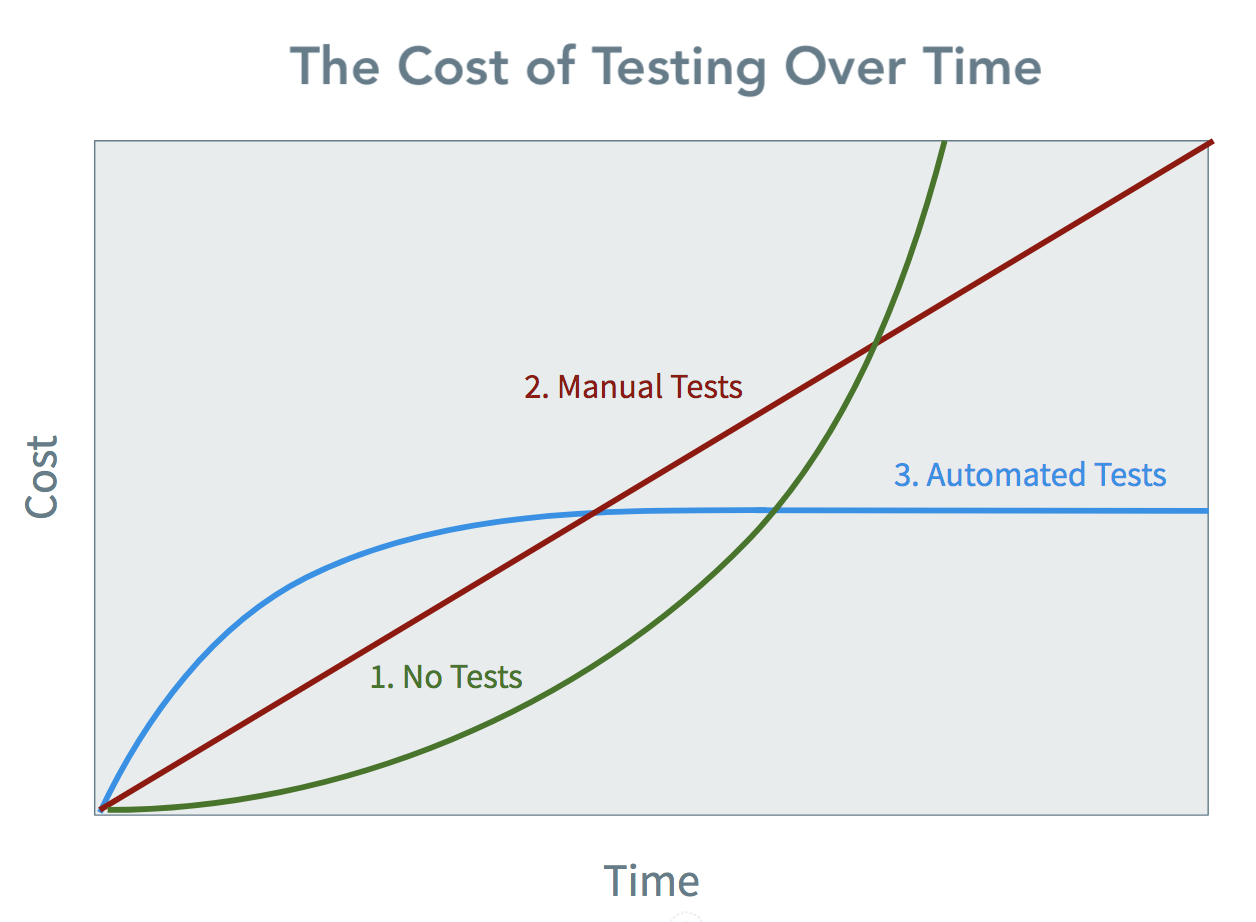 The Cost of Testing Over Time
2. Manual Tests
3. Automated Tests
Cost
1. No Tests
Time